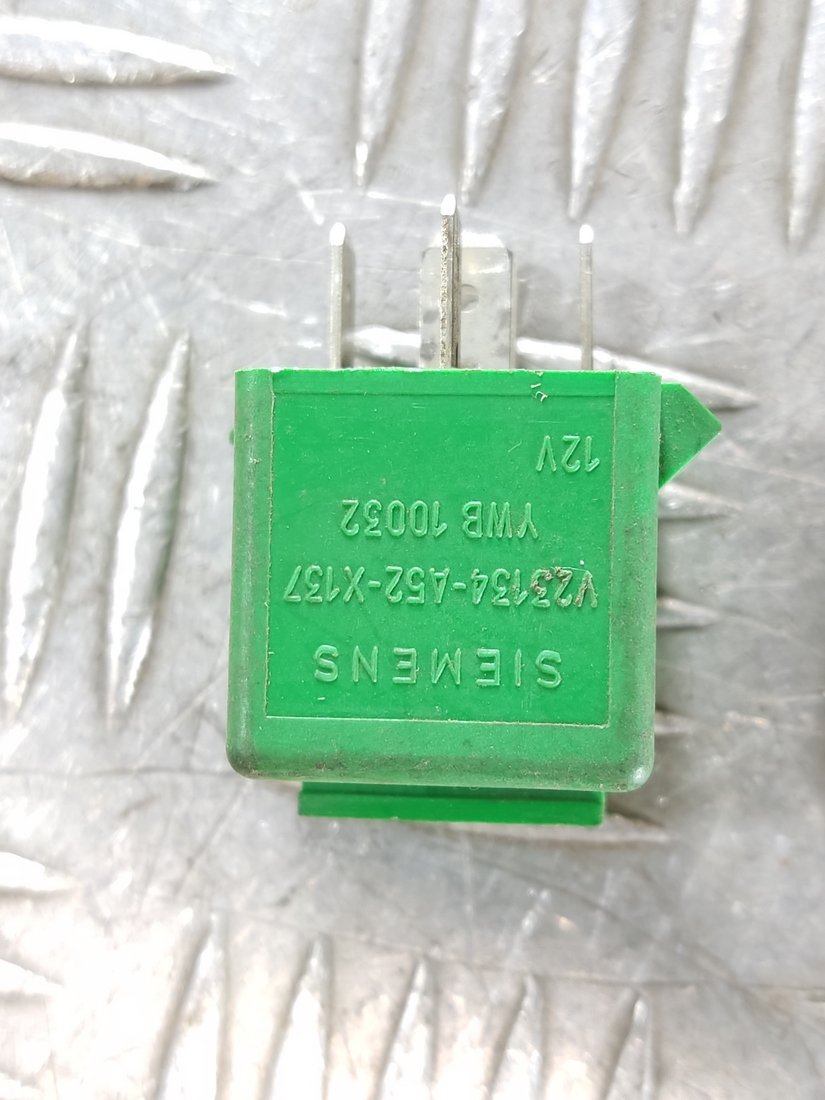 SIEMENS
V23134-A52-X137
YWB 10032
12V